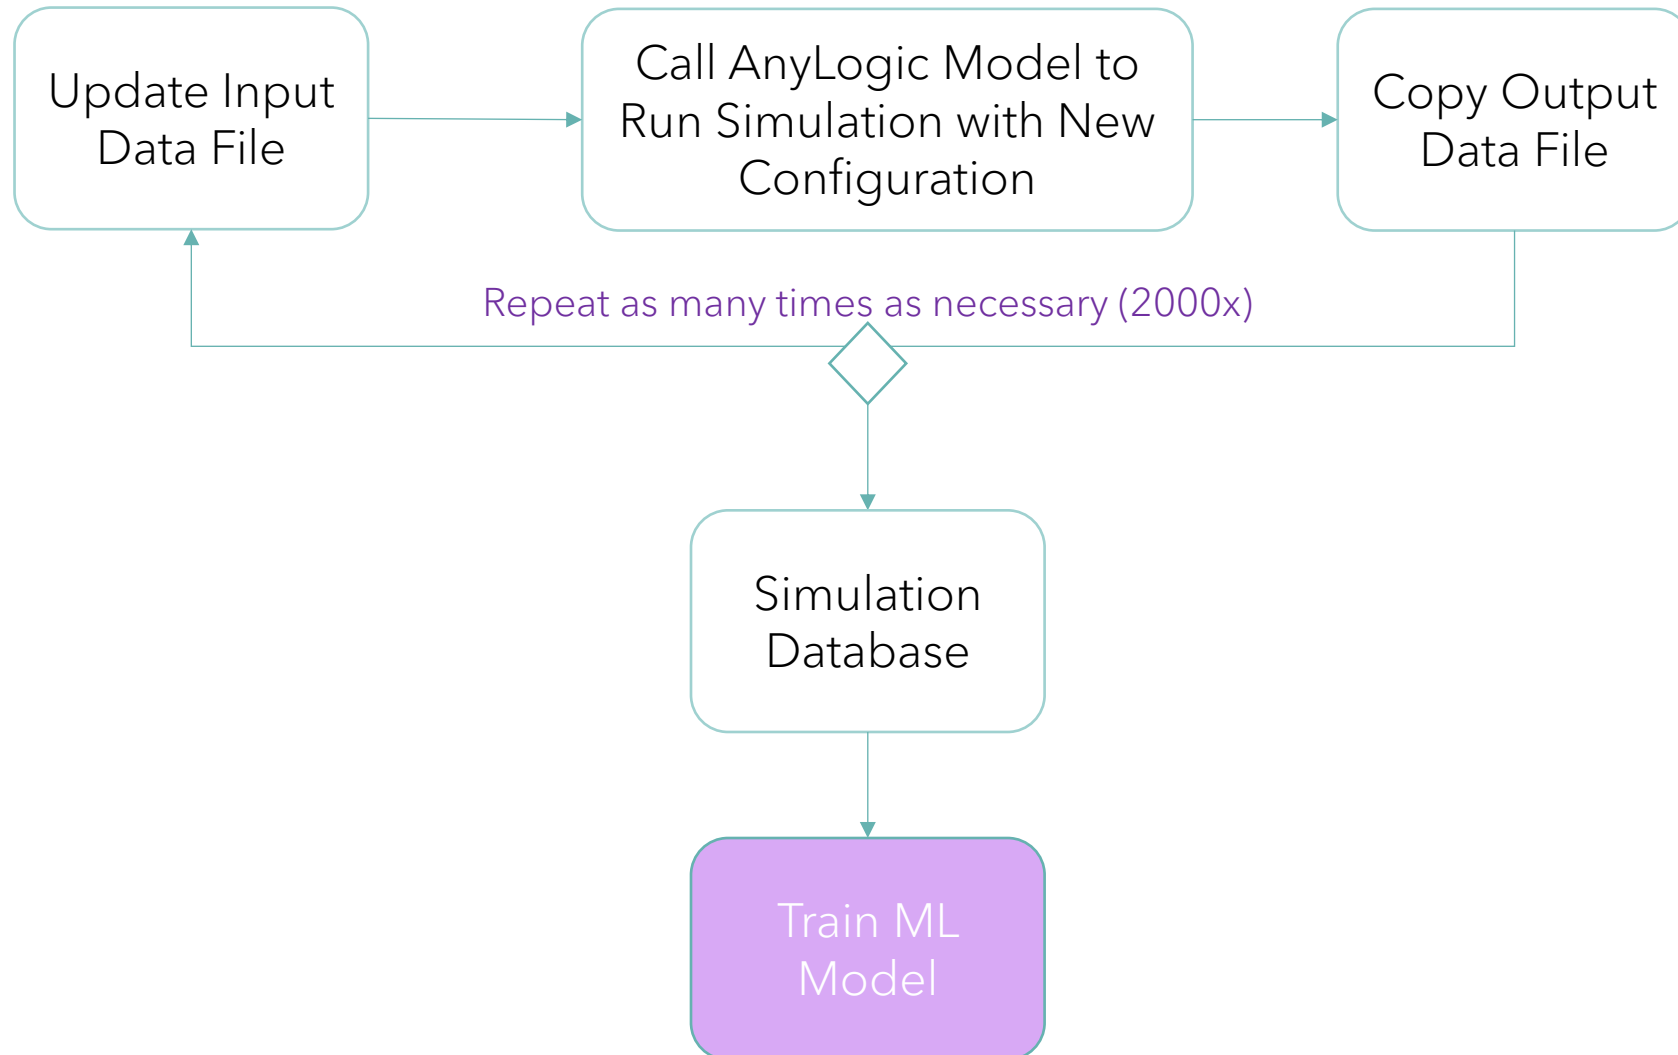 Update Input
Data File
Call AnyLogic Model to
Run Simulation with New
Configuration
Copy Output
Data File
Repeat as many times as necessary (2000x)
Simulation
Database
Train ML
Model